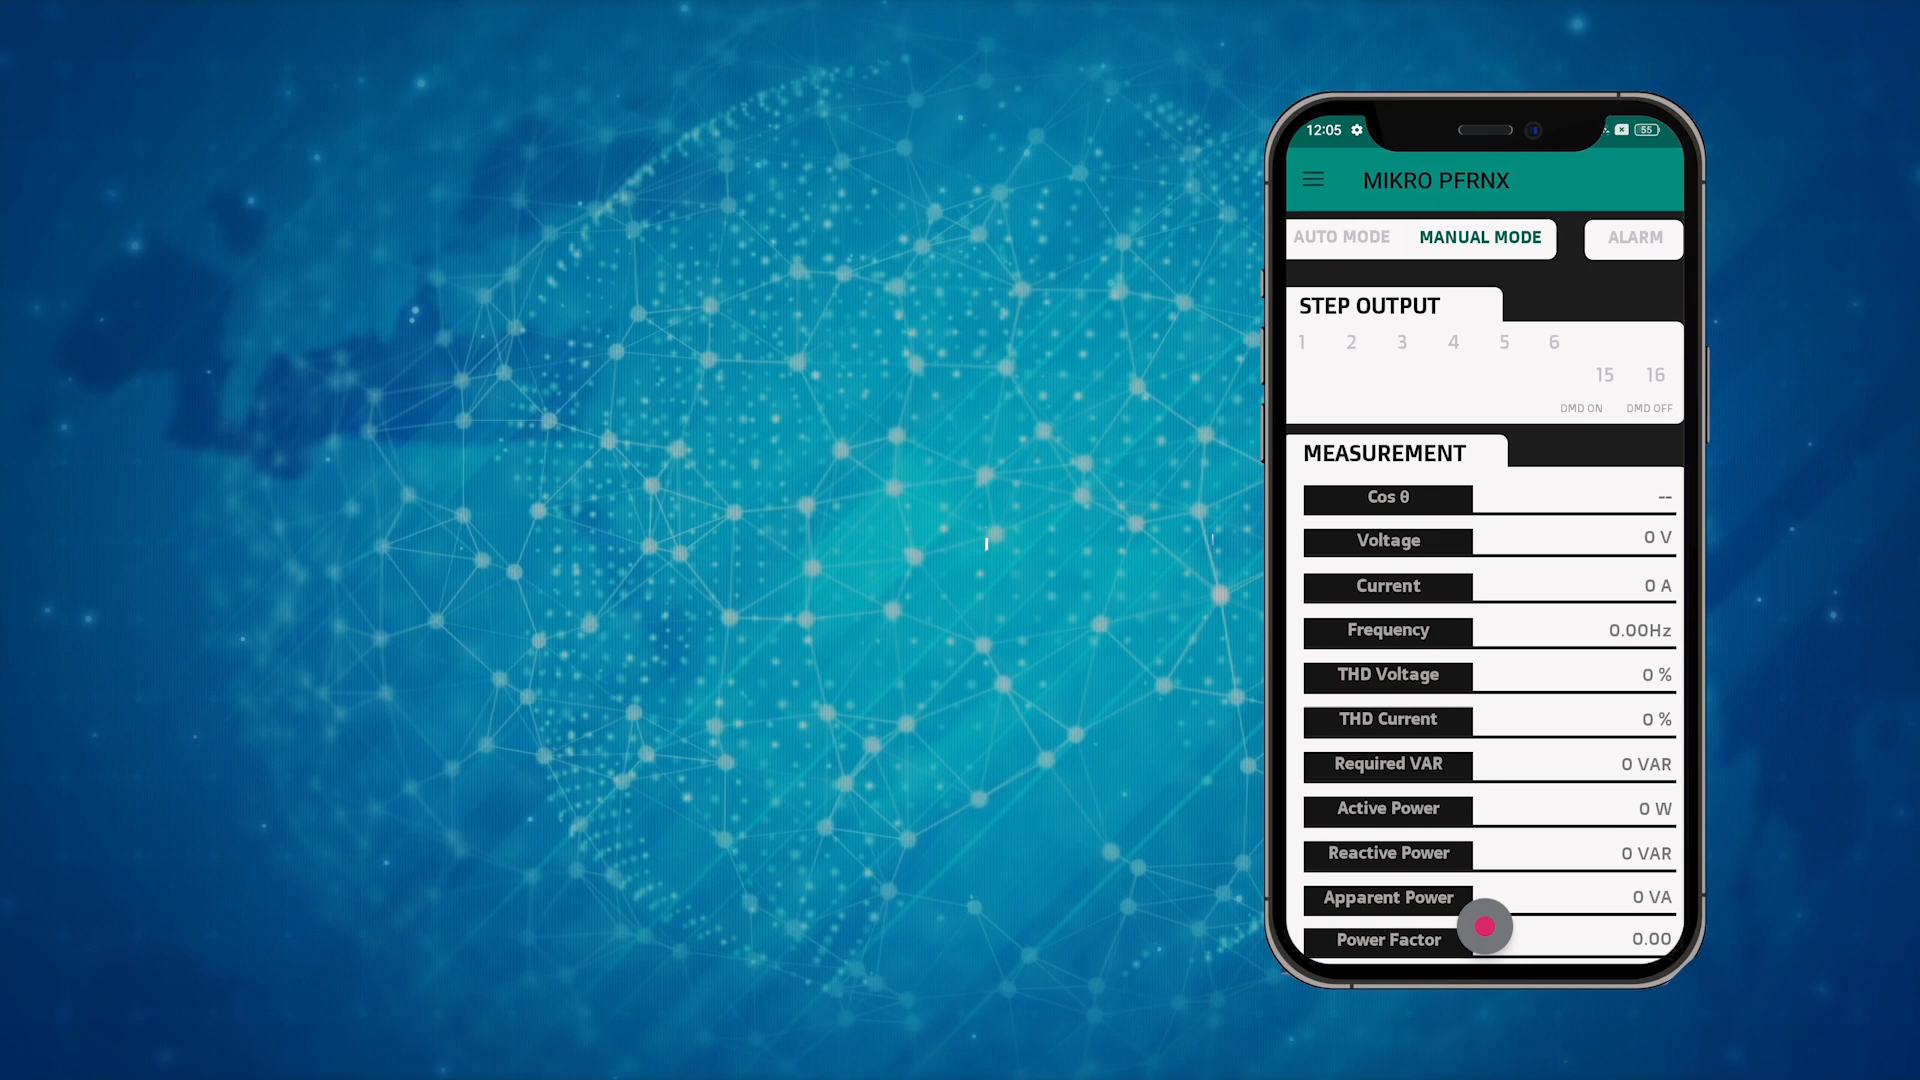 12:05
55
MIKRO PFRNX
AUTO MODE MANUAL MODE ALARM
STEP OUTPUT
1 2 3 4 5 6
15 16
DMD ON DMD OFF
MEASUREMENT
Cos θ --
Voltage 0 V
Current 0 A
Frequency 0.00Hz
THD Voltage 0 %
THD Current 0 %
Required VAR 0 VAR
Active Power 0 W
Reactive Power 0 VAR
Apparent Power 0 VA
Power Factor 0.00